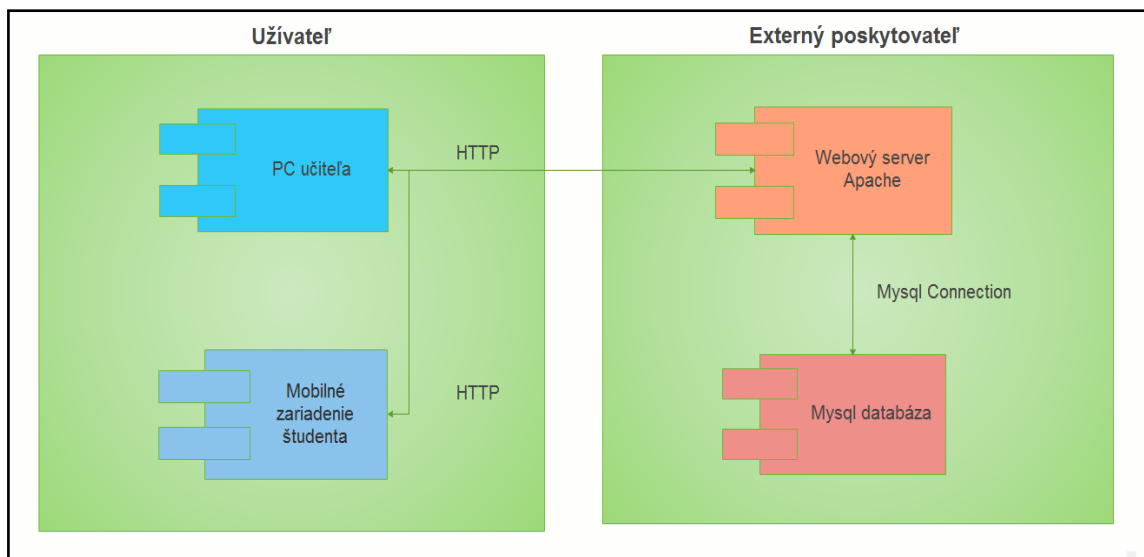 Užívateľ
Externý poskytovateľ
PC učiteľa
HTTP
Webový server
Apache
Mysql Connection
Mobilné
zariadenie
študenta
HTTP
Mysql databáza